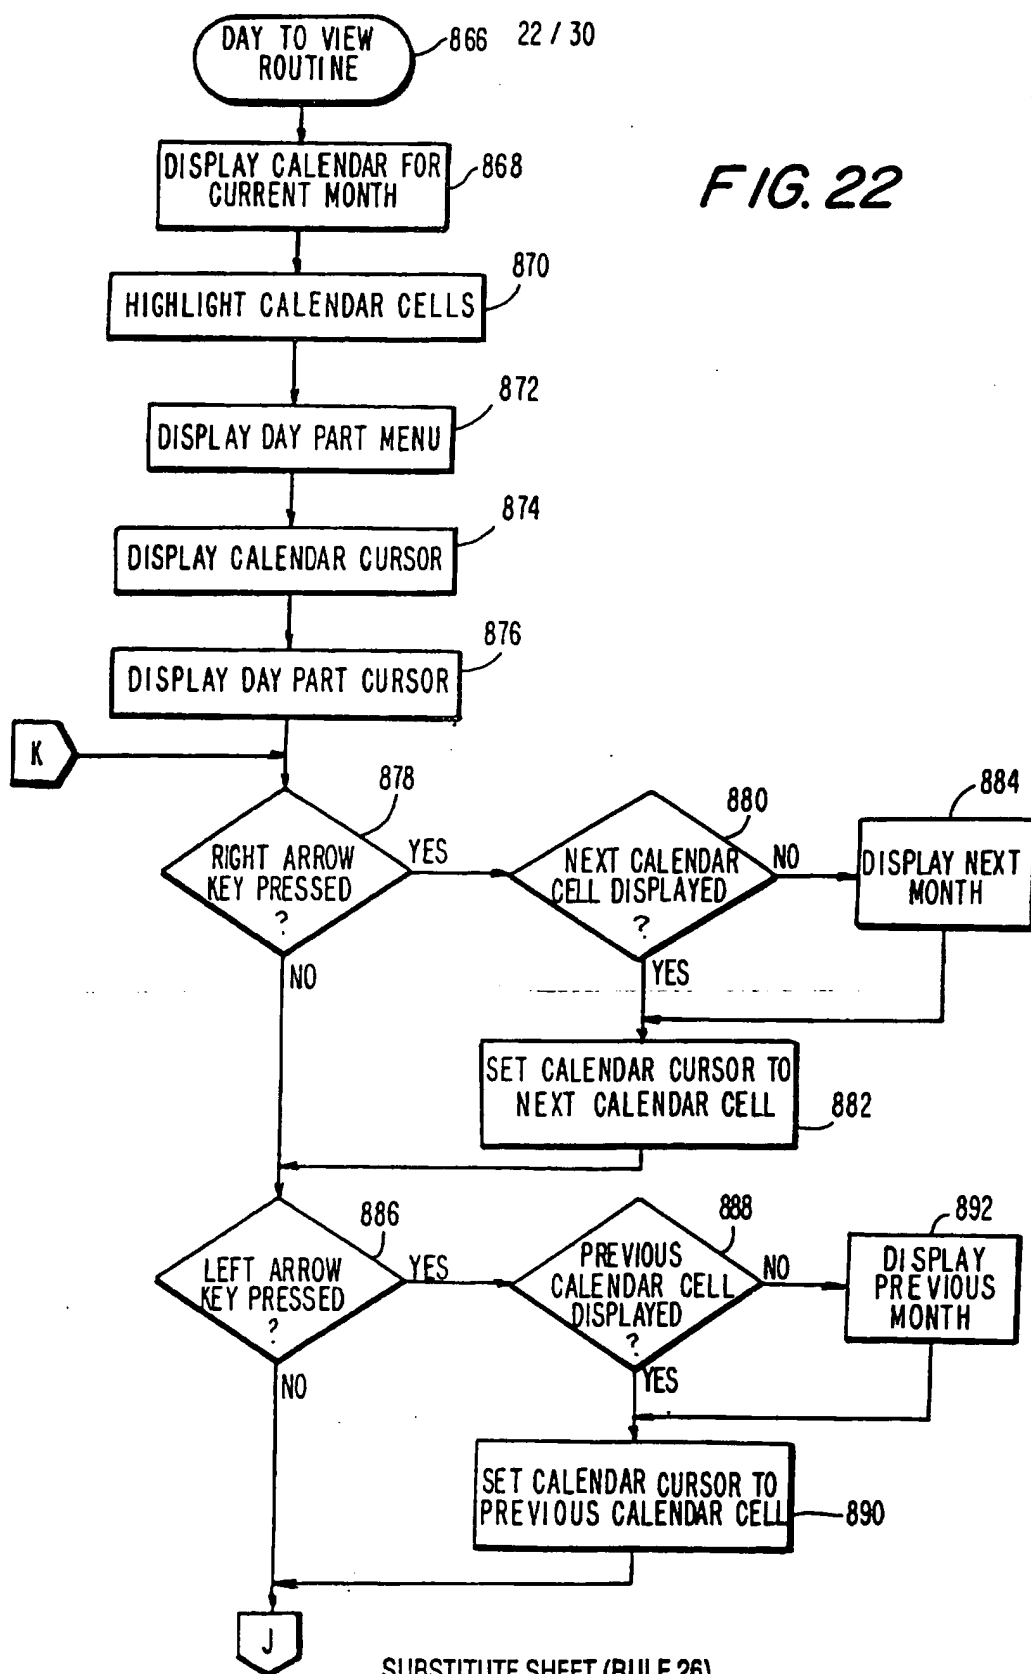 DAY TO VIEW
ROUTINE
866
22 / 30
DISPLAY CALENDAR FOR
CURRENT MONTH
868
FIG. 22
870
HIGHLIGHT CALENDAR CELLS
872
DISPLAY DAY PART MENU
874
DISPLAY CALENDAR CURSOR
876
DISPLAY DAY PART CURSOR
K
878
RIGHT ARROW
KEY PRESSED
?
YES
NO
880
NEXT CALENDAR
CELL DISPLAYED
?
NO
YES
884
DISPLAY NEXT
MONTH
SET CALENDAR CURSOR TO
NEXT CALENDAR CELL
882
886
LEFT ARROW
KEY PRESSED
?
YES
NO
888
PREVIOUS
CALENDAR CELL
DISPLAYED
?
NO
YES
892
DISPLAY
PREVIOUS
MONTH
SET CALENDAR CURSOR TO
PREVIOUS CALENDAR CELL
890
J
SUBSTITUTE SHEET (RULE 26)